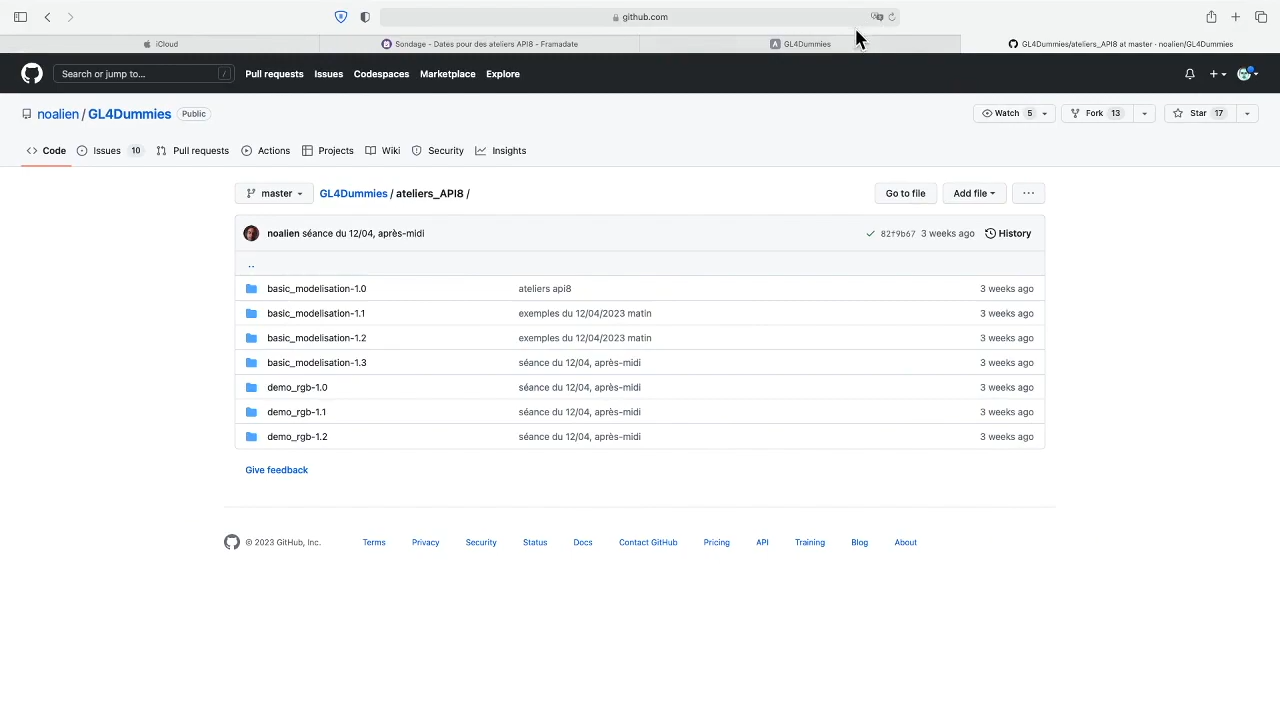 github.com
iCloud
Sondage - Dates pour des ateliers API8 - Framadate
A GL4Dummies
GL4Dummies/ateliers_API8 at master · noalien/GL4Dummies
Search or jump to... /
Pull requests Issues Codespaces Marketplace Explore
noalien / GL4Dummies Public
Watch 5
Fork 13
Star 17
<> Code
Issues 10
Pull requests
Actions
Projects
Wiki
Security
Insights
master
GL4Dummies / ateliers_API8 /
Go to file
Add file
...
noalien séance du 12/04, après-midi
82f9b67 3 weeks ago History
..
basic_modelisation-1.0 ateliers api8 3 weeks ago
basic_modelisation-1.1 exemples du 12/04/2023 matin 3 weeks ago
basic_modelisation-1.2 exemples du 12/04/2023 matin 3 weeks ago
basic_modelisation-1.3 séance du 12/04, après-midi 3 weeks ago
demo_rgb-1.0 séance du 12/04, après-midi 3 weeks ago
demo_rgb-1.1 séance du 12/04, après-midi 3 weeks ago
demo_rgb-1.2 séance du 12/04, après-midi 3 weeks ago
Give feedback
© 2023 GitHub, Inc. Terms Privacy Security Status Docs Contact GitHub Pricing API Training Blog About